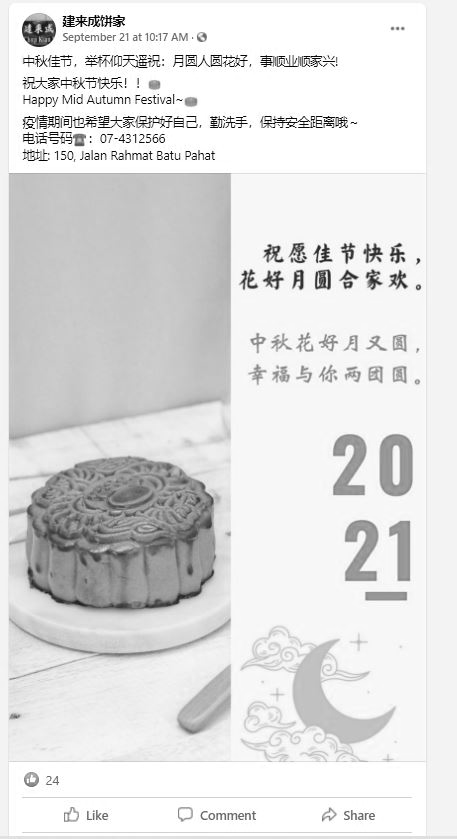 建来成饼家
September 21 at 10:17 AM ·
中秋佳节，举杯仰天遥祝：月圆人圆花好，事顺业顺家兴!
祝大家中秋节快乐！！
Happy Mid Autumn Festival~
疫情期间也希望大家保护好自己，勤洗手，保持安全距离哦～
电话号码☎：07-4312566
地址: 150, Jalan Rahmat Batu Pahat
祝愿佳节快乐，
花好月圆合家欢。
中秋花好月又圆，
幸福与你两团圆。
20
21
24
Like
Comment
Share